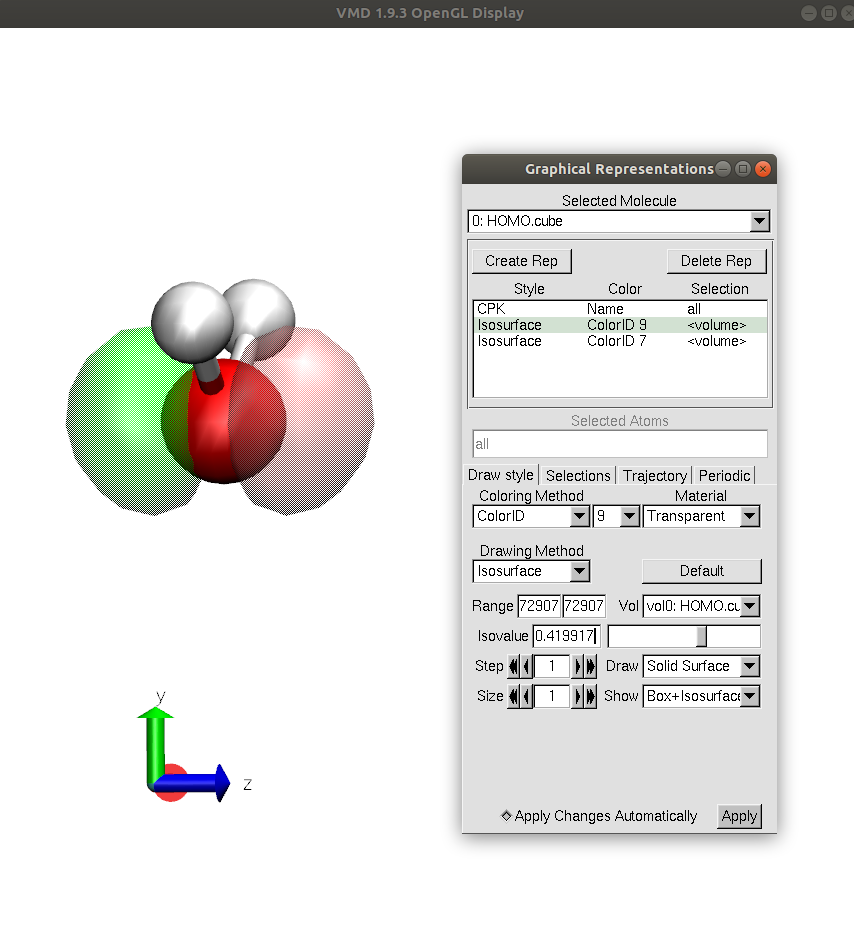 VMD 1.9.3 OpenGL Display
Graphical Representations
Selected Molecule
0: HOMO.cube
Create Rep Delete Rep
Style Color Selection
CPK Name all
Isosurface ColorID 9 <volume>
Isosurface ColorID 7 <volume>
Selected Atoms
all
Draw style Selections Trajectory Periodic
Coloring Method Material
ColorID 9 Transparent
Drawing Method
Isosurface Default
Range 72907 72907 Vol vol0: HOMO.cu
Isovalue 0.419917
Step 1 Draw Solid Surface
Size 1 Show Box+Isosurface
Apply Changes Automatically Apply
y
z